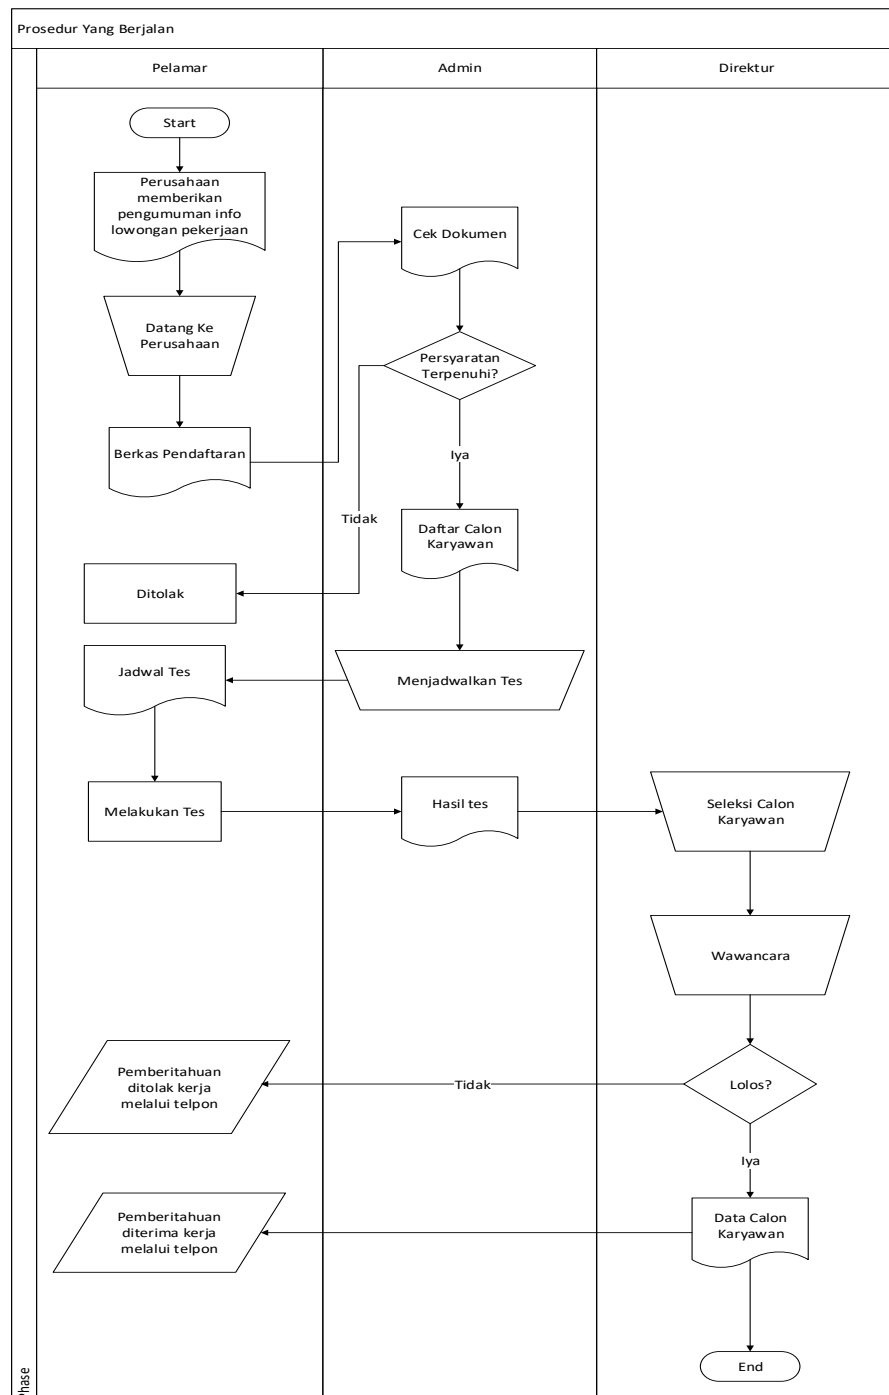 Prosedur Yang Berjalan
Pelamar
Admin
Direktur
Start
Perusahaan
memberikan
pengumuman info
lowongan pekerjaan
Cek Dokumen
Datang Ke
Perusahaan
Persyaratan
Terpenuhi?
Berkas Pendaftaran
Iya
Tidak
Daftar Calon
Karyawan
Ditolak
Jadwal Tes
Menjadwalkan Tes
Melakukan Tes
Hasil tes
Seleksi Calon
Karyawan
Wawancara
Pemberitahuan
ditolak kerja
melalui telpon
Tidak
Lolos?
Iya
Pemberitahuan
diterima kerja
melalui telpon
Data Calon
Karyawan
End
Phase